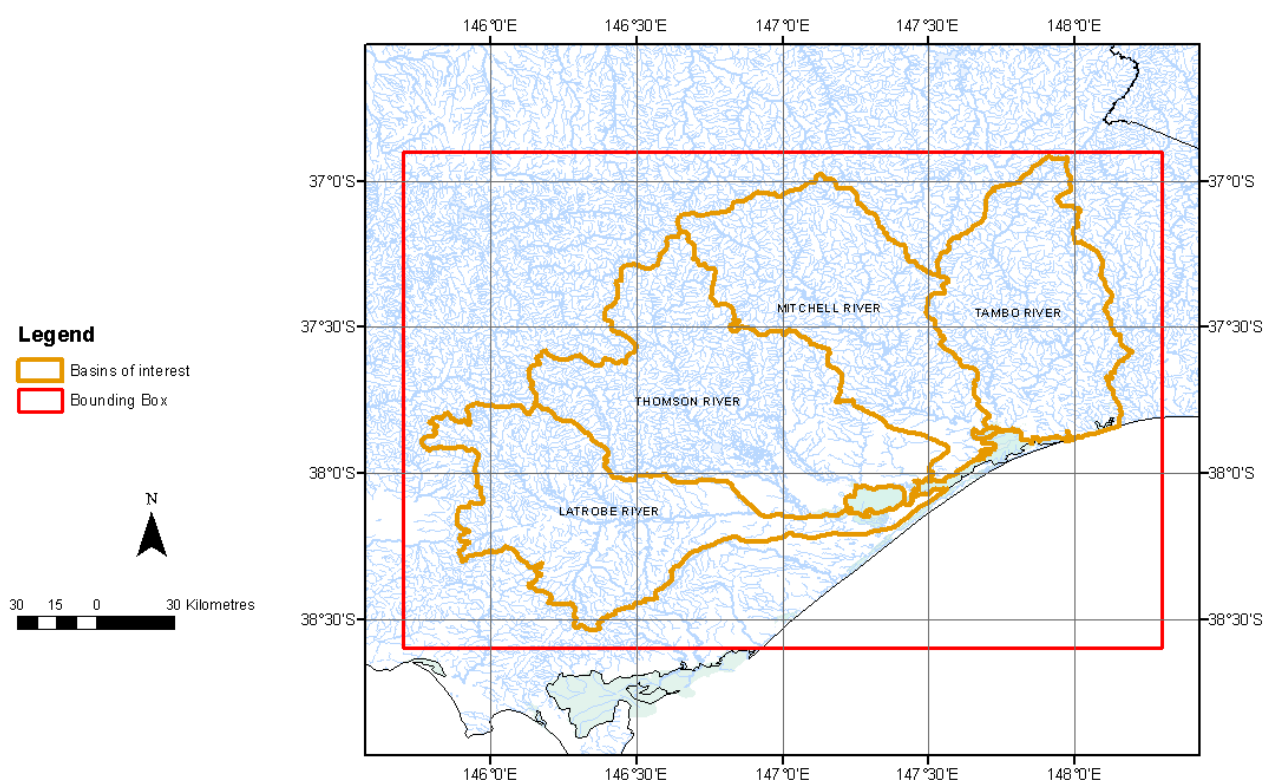 146°0'E 146°30'E 147°0'E 147°30'E 148°0'E
37°0'S 37°0'S
MITCHELL RIVER
TAMBO RIVER
37°30'S 37°30'S
Legend
Basins of interest
Bounding Box
THOMSON RIVER
38°0'S 38°0'S
N
LATROBE RIVER
30 15 0 30 Kilometres
38°30'S 38°30'S
146°0'E 146°30'E 147°0'E 147°30'E 148°0'E